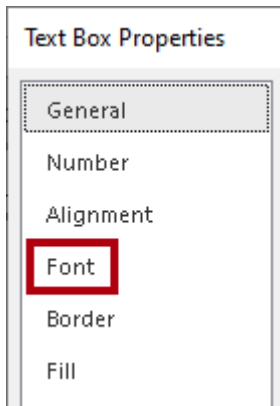 Text Box Properties
General
Number
Alignment
Font
Border
Fill